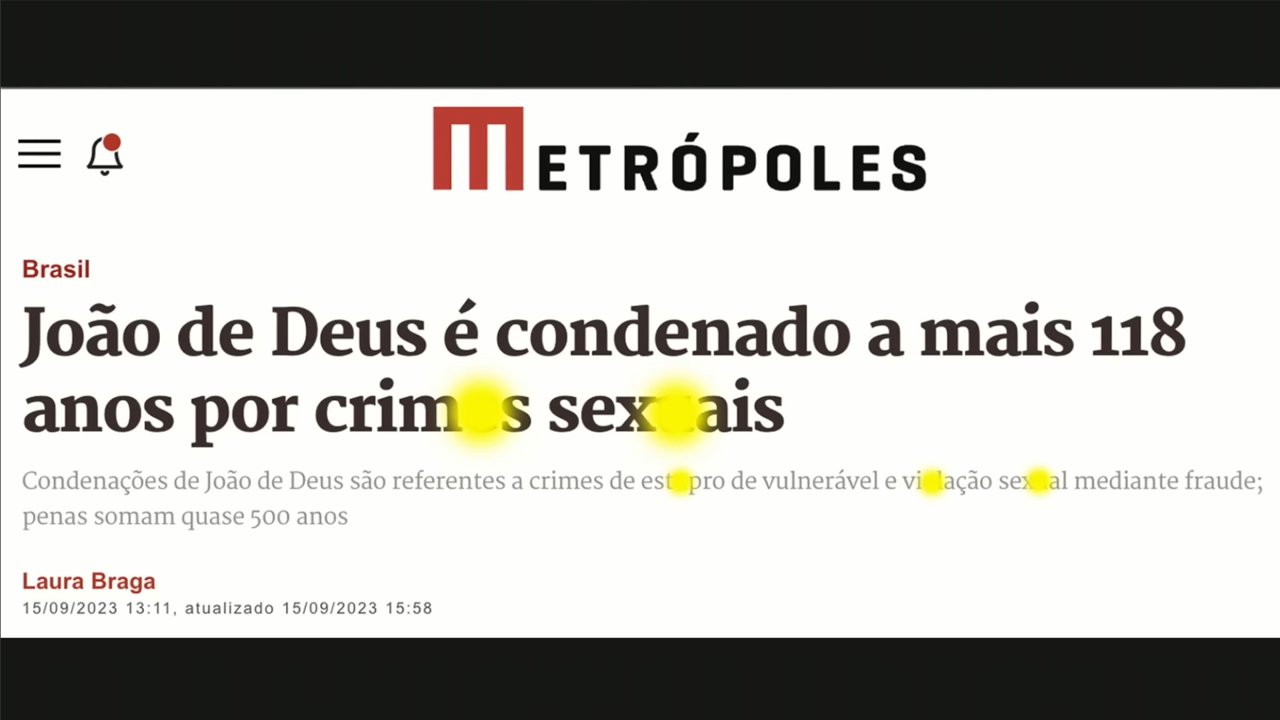 METRÓPOLES
Brasil
João de Deus é condenado a mais 118
anos por crimes sexuais
Condenações de João de Deus são referentes a crimes de estupro de vulnerável e violação sexual mediante fraude;
penas somam quase 500 anos
Laura Braga
15/09/2023 13:11, atualizado 15/09/2023 15:58